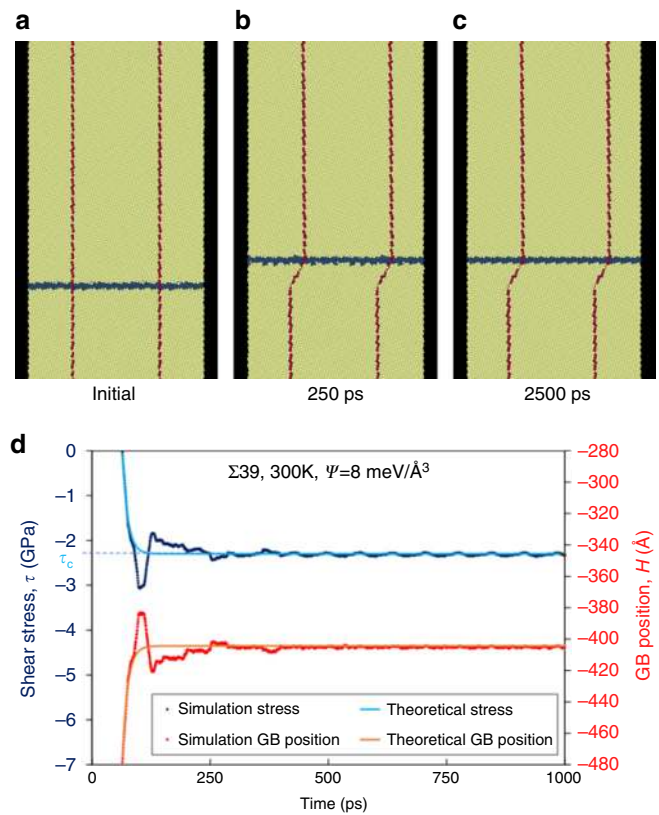 a
b
c
Initial
250 ps
2500 ps
d
Σ39, 300K, Ψ=8 meV/Å³
Shear stress, τ (GPa)
0
−1
−2
τc
−3
−4
−5
−6
−7
GB position, H (Å)
−280
−300
−320
−340
−360
−380
−400
−420
−440
−460
−480
Simulation stress
Theoretical stress
Simulation GB position
Theoretical GB position
0
250
500
750
1000
Time (ps)